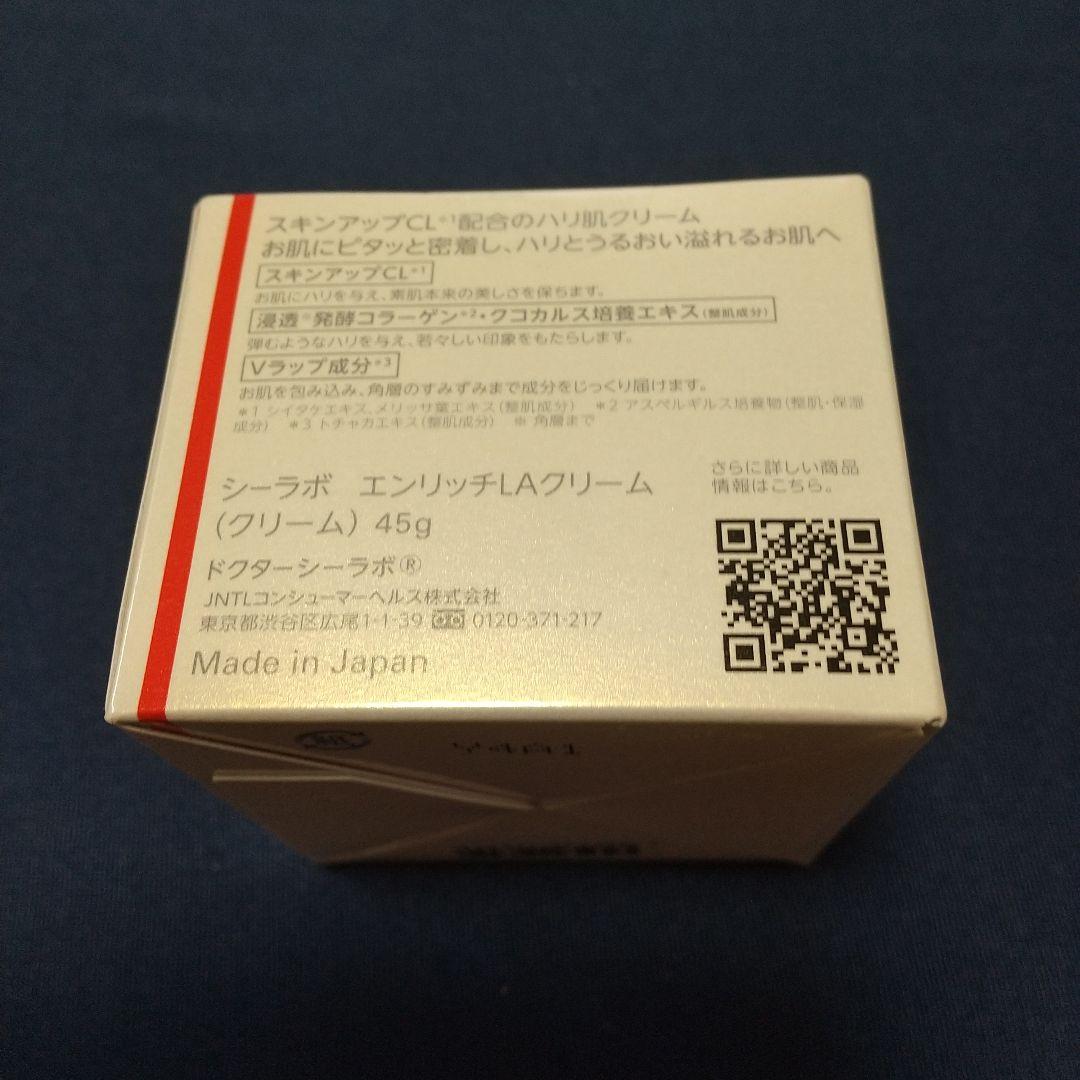 スキンアップCL*1配合のハリ肌クリーム
お肌にピタッと密着し、ハリとうるおい溢れるお肌へ
スキンアップCL*1
お肌にハリを与え、素肌本来の美しさを保ちます。
浸透※発酵コラーゲン*2・クコカルス培養エキス(整肌成分)
弾むようなハリを与え、若々しい印象をもたらします。
Vラップ成分*3
お肌を包み込み、角層のすみずみまで成分をじっくり届けます。
*1 シイタケエキス、メリッサ葉エキス(整肌成分) *2 アスペルギルス培養物(整肌・保湿
成分) *3 トチャカエキス(整肌成分) ※ 角層まで
さらに詳しい商品
情報はこちら。
シーラボ エンリッチLAクリーム
(クリーム) 45g
ドクターシーラボ®
JNTLコンシューマーヘルス株式会社
東京都渋谷区広尾1-1-39 0120-371-217
Made in Japan